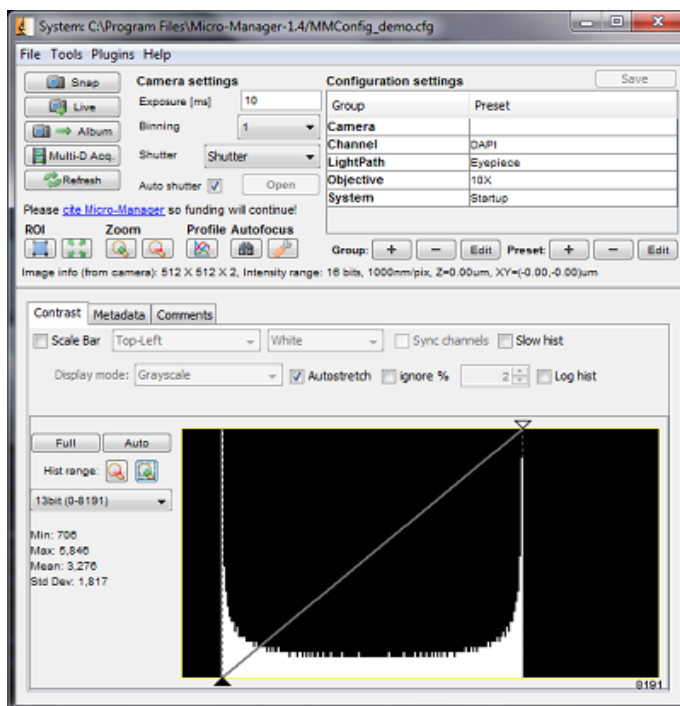 System: C:\Program Files\Micro-Manager-1.4/MMConfig_demo.cfg
File Tools Plugins Help
Snap
Live
Album
Multi-D Acq.
Refresh
Camera settings
Exposure [ms] 10
Binning 1
Shutter Shutter
Auto shutter Open
Configuration settings Save
Group Preset
Camera
Channel DAPI
LightPath Eyepiece
Objective 10X
System Startup
Please cite Micro-Manager so funding will continue!
ROI Zoom Profile Autofocus
Group: + − Edit Preset: + − Edit
Image info (from camera): 512 X 512 X 2, Intensity range: 16 bits, 1000nm/pix, Z=0.00um, XY=(-0.00,-0.00)um
Contrast Metadata Comments
Scale Bar Top-Left White Sync channels Slow hist
Display mode: Grayscale Autostretch ignore % 2 Log hist
Full Auto
Hist range:
13bit (0-8191)
Min: 706
Max: 5,846
Mean: 3,276
Std Dev: 1,817
8191